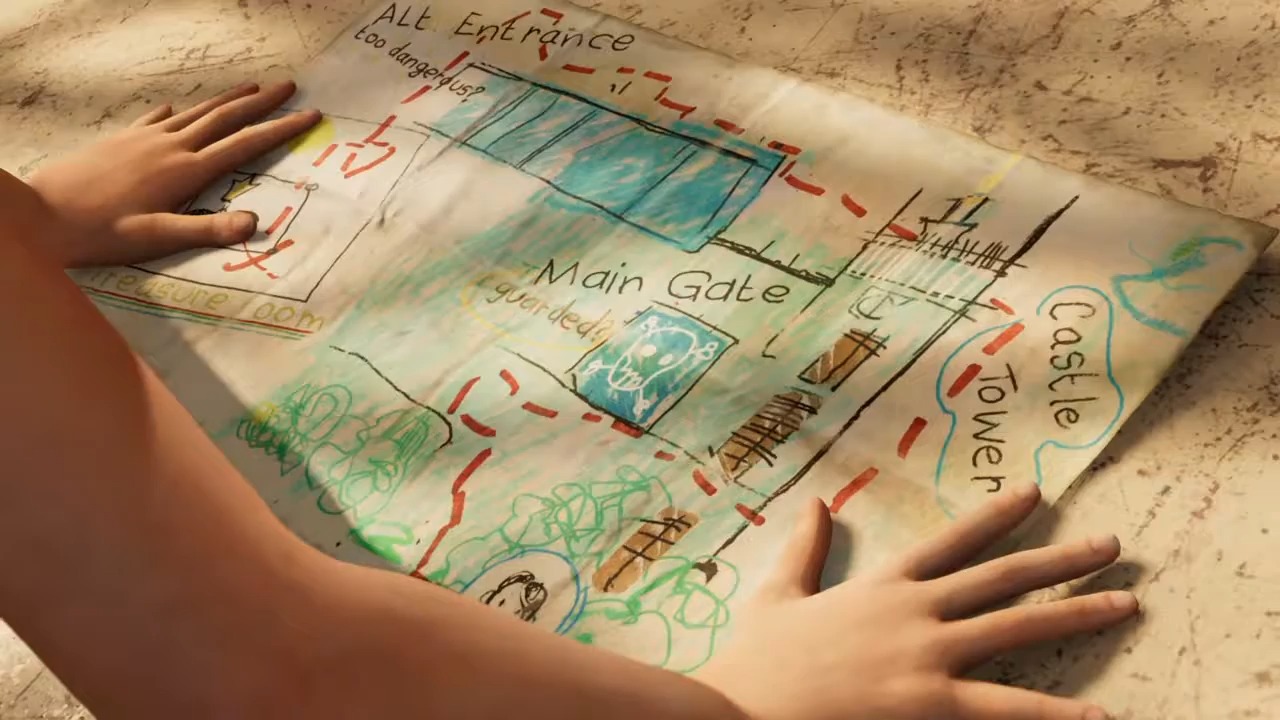 ALt. Entrance
too dangerous?
Main Gate
guarded?
treasure room
Castle
Tower